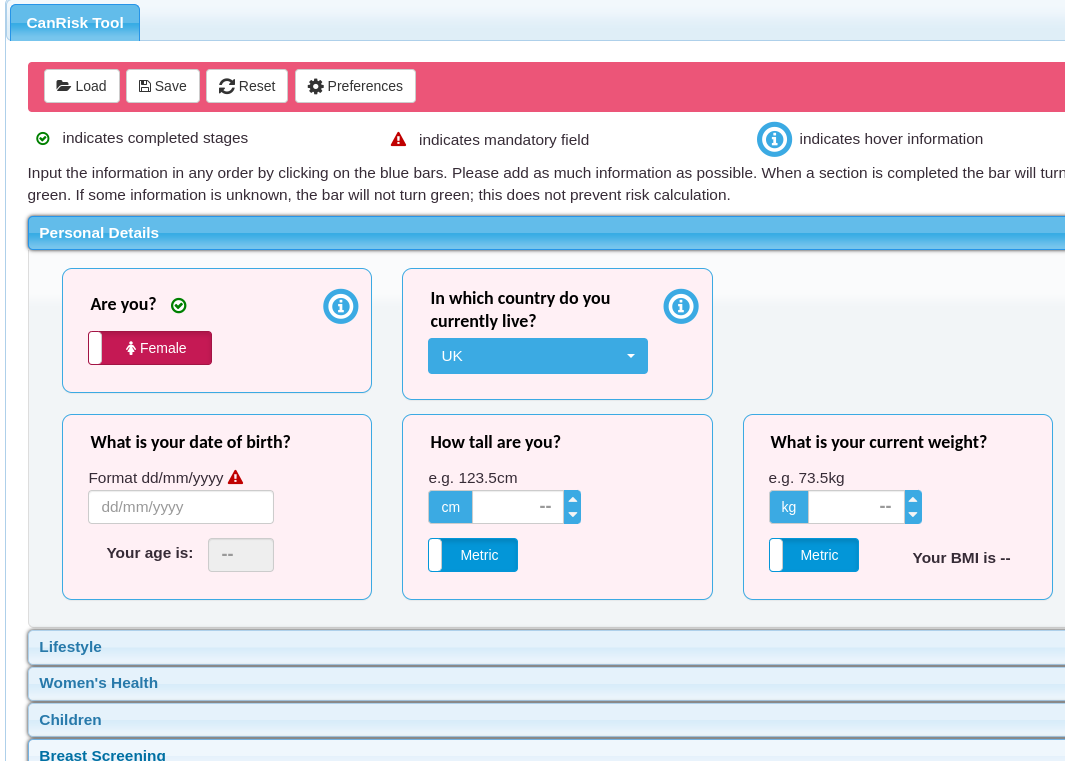 CanRisk Tool
Load Save Reset Preferences
indicates completed stages indicates mandatory field indicates hover information
Input the information in any order by clicking on the blue bars. Please add as much information as possible. When a section is completed the bar will turn
green. If some information is unknown, the bar will not turn green; this does not prevent risk calculation.
Personal Details
Are you?
Female
In which country do you
currently live?
UK
What is your date of birth?
Format dd/mm/yyyy
dd/mm/yyyy
Your age is: --
How tall are you?
e.g. 123.5cm
cm --
Metric
What is your current weight?
e.g. 73.5kg
kg --
Metric Your BMI is --
Lifestyle
Women's Health
Children
Breast Screening